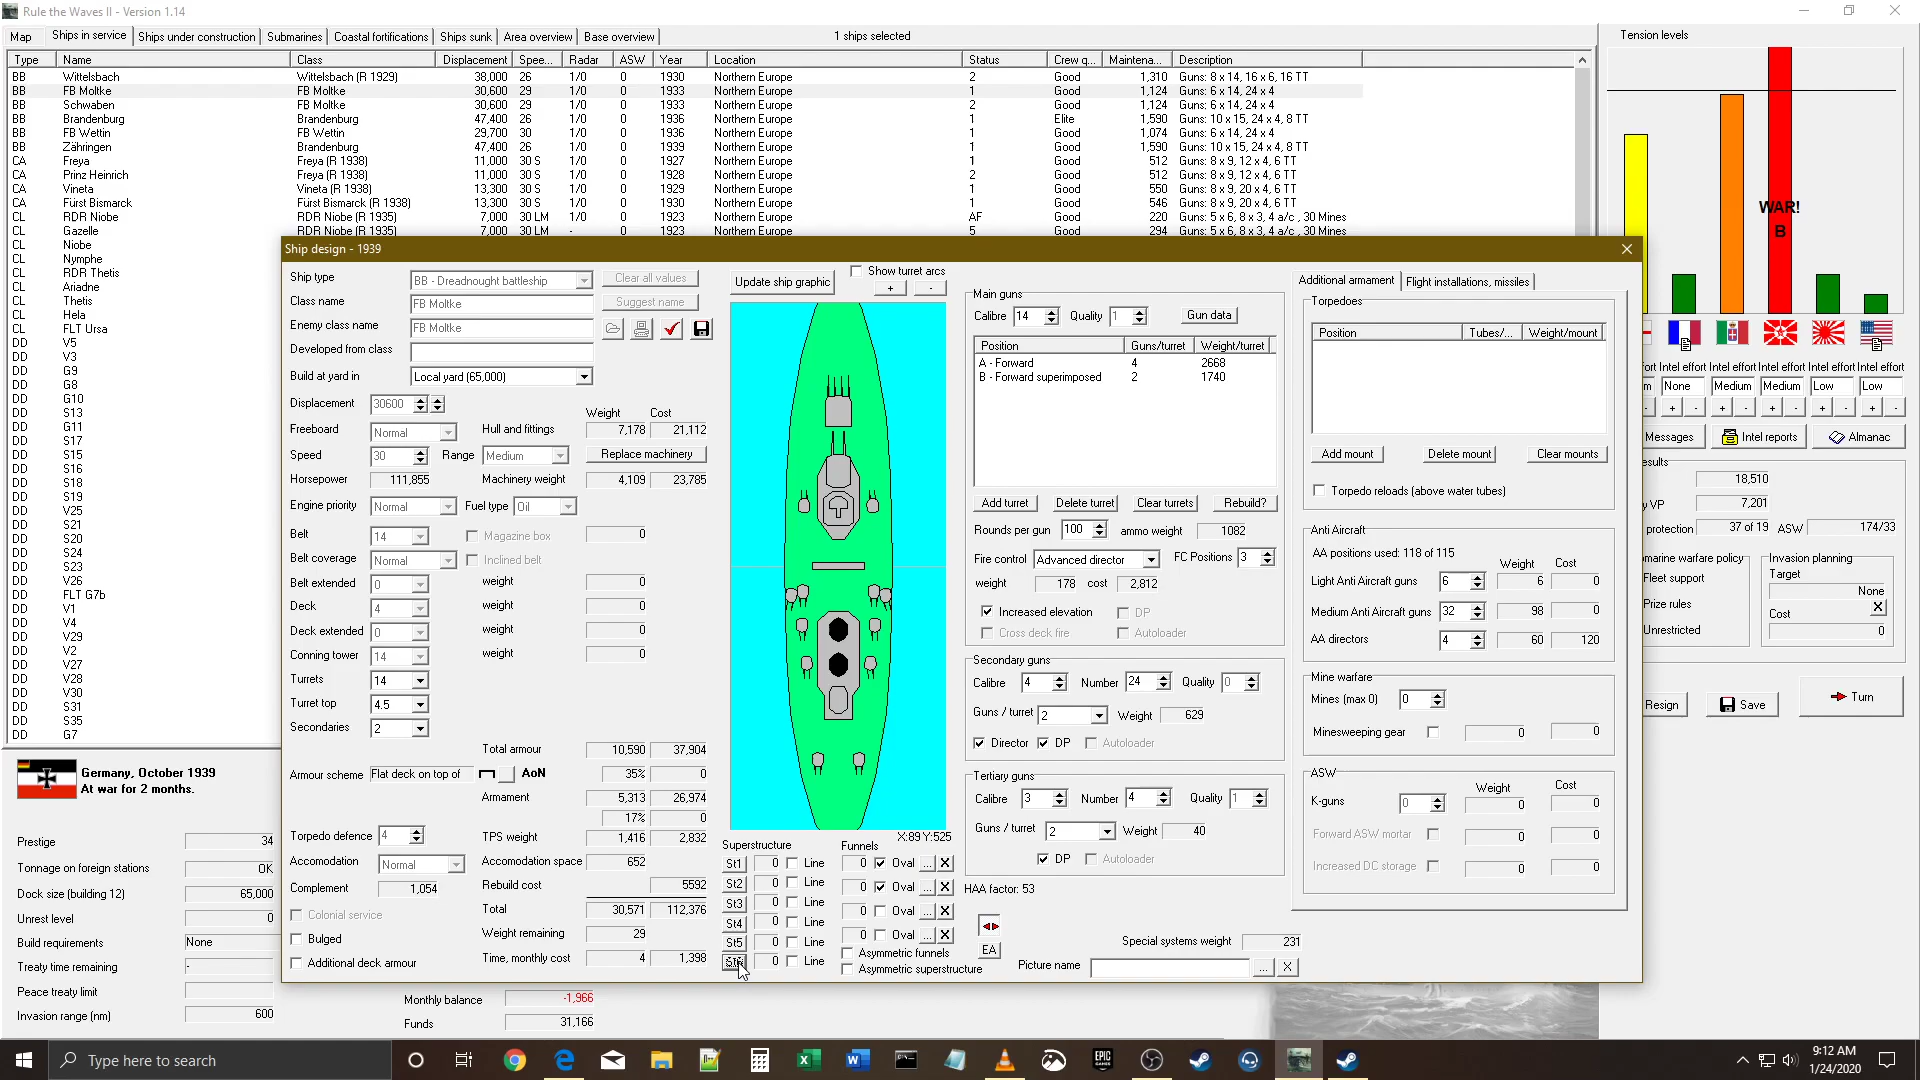 Rule the Waves II - Version 1.14
Map Ships in service Ships under construction Submarines Coastal fortifications Ships sunk Area overview Base overview 1 ships selected Tension levels
Type Name Class Displacement Spee... Radar ASW Year Location Status Crew q... Maintena... Description
BB Wittelsbach Wittelsbach (R 1929) 38,000 26 1/0 0 1930 Northern Europe 2 Good 1,310 Guns: 8 x 14, 16 x 6, 16 TT
BB FB Moltke FB Moltke 30,600 29 1/0 0 1933 Northern Europe 1 Good 1,124 Guns: 6 x 14, 24 x 4
BB Schwaben FB Moltke 30,600 29 1/0 0 1933 Northern Europe 2 Good 1,124 Guns: 6 x 14, 24 x 4
BB Brandenburg Brandenburg 47,400 26 1/0 0 1936 Northern Europe 1 Elite 1,590 Guns: 10 x 15, 24 x 4, 8 TT
BB FB Wettin FB Wettin 29,700 30 1/0 0 1936 Northern Europe 1 Good 1,074 Guns: 6 x 14, 24 x 4
BB Zähringen Brandenburg 47,400 26 1/0 0 1939 Northern Europe 1 Good 1,590 Guns: 10 x 15, 24 x 4, 8 TT
CA Freya Freya (R 1938) 11,000 30 S 1/0 0 1927 Northern Europe 1 Good 512 Guns: 8 x 9, 12 x 4, 6 TT
CA Prinz Heinrich Freya (R 1938) 11,000 30 S 1/0 0 1928 Northern Europe 2 Good 512 Guns: 8 x 9, 12 x 4, 6 TT
CA Vineta Fürst Bismarck (R 1938) 13,300 30 S 1/0 0 1929 Northern Europe 1 Good 550 Guns: 8 x 9, 20 x 4, 6 TT
CA Fürst Bismarck Fürst Bismarck (R 1938) 13,300 30 S 1/0 0 1930 Northern Europe 1 Good 546 Guns: 8 x 9, 20 x 4, 6 TT
CL RDR Niobe RDR Niobe (R 1935) 7,000 30 LM 1/0 0 1923 Northern Europe AF Good 220 Guns: 5 x 6, 8 x 3, 4 a/c , 30 Mines
CL Gazelle RDR Niobe (R 1935) 7,000 30 LM - 0 1923 Northern Europe 5 Good 294 Guns: 5 x 6, 8 x 3, 4 a/c , 30 Mines
CL Niobe
CL Nymphe
CL RDR Thetis
CL Ariadne
CL Thetis
CL Hela
CL FLT Ursa
DD V5
DD V3
DD G9
DD G8
DD G10
DD S13
DD G11
DD S15
DD S17
DD S16
DD S18
DD S19
DD V25
DD S21
DD S20
DD S24
DD S23
DD V26
DD FLT G7b
DD V1
DD V4
DD V29
DD V2
DD V27
DD V28
DD V30
DD S31
DD S35
DD G7
WAR!
B
Intel effort Intel effort Intel effort Intel effort Intel effort
None Medium Medium Low Low
+ - + - + - + - + -
Messages Intel reports Almanac
18,510
VP 7,201
protection 37 of 19 ASW 174/33
marine warfare policy Invasion planning
Fleet support Target
None
Prize rules Cost X
Unrestricted 0
Resign Save Turn
Ship design - 1939
Ship type BB - Dreadnought battleship Clear all values
Class name FB Moltke Suggest name
Enemy class name FB Moltke
Developed from class
Build at yard in Local yard (65,000)
Displacement 30600 Weight Cost
Freeboard Normal Hull and fittings 7,178 21,112
Speed 30 Range Medium Replace machinery
Horsepower 111,855 Machinery weight 4,109 23,785
Engine priority Normal Fuel type Oil
Belt 14 Magazine box 0
Belt coverage Normal Inclined belt
Belt extended 0 weight 0
Deck 4 weight 0
Deck extended 0 weight 0
Conning tower 14 weight 0
Turrets 14
Turret top 4.5
Secondaries 2
Total armour 10,590 37,904
Armour scheme Flat deck on top of AoN 35% 0
Armament 5,313 26,974
17% 0
Torpedo defence 4 TPS weight 1,416 2,832
Accomodation Normal Accomodation space 652
Complement 1,054 Rebuild cost 5592
Colonial service Total 30,571 112,376
Bulged Weight remaining 29
Additional deck armour Time, monthly cost 4 1,398
Update ship graphic Show turret arcs
+ -
X:89 Y:525
Superstructure Funnels
St1 0 Line 0 Oval ... X
St2 0 Line 0 Oval ... X
St3 0 Line 0 Oval ... X
St4 0 Line 0 Oval ... X
St5 0 Line Asymmetric funnels
0 Line Asymmetric superstructure
Main guns
Calibre 14 Quality 1 Gun data
Position Guns/turret Weight/turret
A - Forward 4 2668
B - Forward superimposed 2 1740
Add turret Delete turret Clear turrets Rebuild?
Rounds per gun 100 ammo weight 1082
Fire control Advanced director FC Positions 3
weight 178 cost 2,812
Increased elevation DP
Cross deck fire Autoloader
Secondary guns
Calibre 4 Number 24 Quality 0
Guns / turret 2 Weight 629
Director DP Autoloader
Tertiary guns
Calibre 3 Number 4 Quality 1
Guns / turret 2 Weight 40
DP Autoloader
HAA factor: 53
EA
Special systems weight 231
Picture name ... X
Additional armament Flight installations, missiles
Torpedoes
Position Tubes/... Weight/mount
Add mount Delete mount Clear mounts
Torpedo reloads (above water tubes)
Anti Aircraft
AA positions used: 118 of 115
Weight Cost
Light Anti Aircraft guns 6 6 0
Medium Anti Aircraft guns 32 98 0
AA directors 4 60 120
Mine warfare
Mines (max 0) 0 0 0
Minesweeping gear 0 0
ASW
Weight Cost
K-guns 0 0 0
Forward ASW mortar 0 0
Increased DC storage 0 0
Germany, October 1939
At war for 2 months.
Prestige 34
Tonnage on foreign stations OK
Dock size (building 12) 65,000
Unrest level 0
Build requirements None
Treaty time remaining -
Peace treaty limit
Invasion range (nm) 600
Monthly balance -1,966
Funds 31,166
Type here to search
9:12 AM
1/24/2020